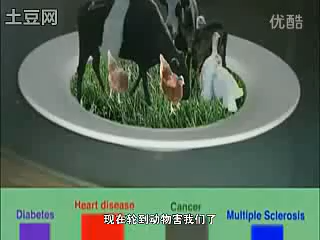 土豆网
优酷
Diabetes
Heart disease
Cancer
Multiple Sclerosis
现在轮到动物害我们了